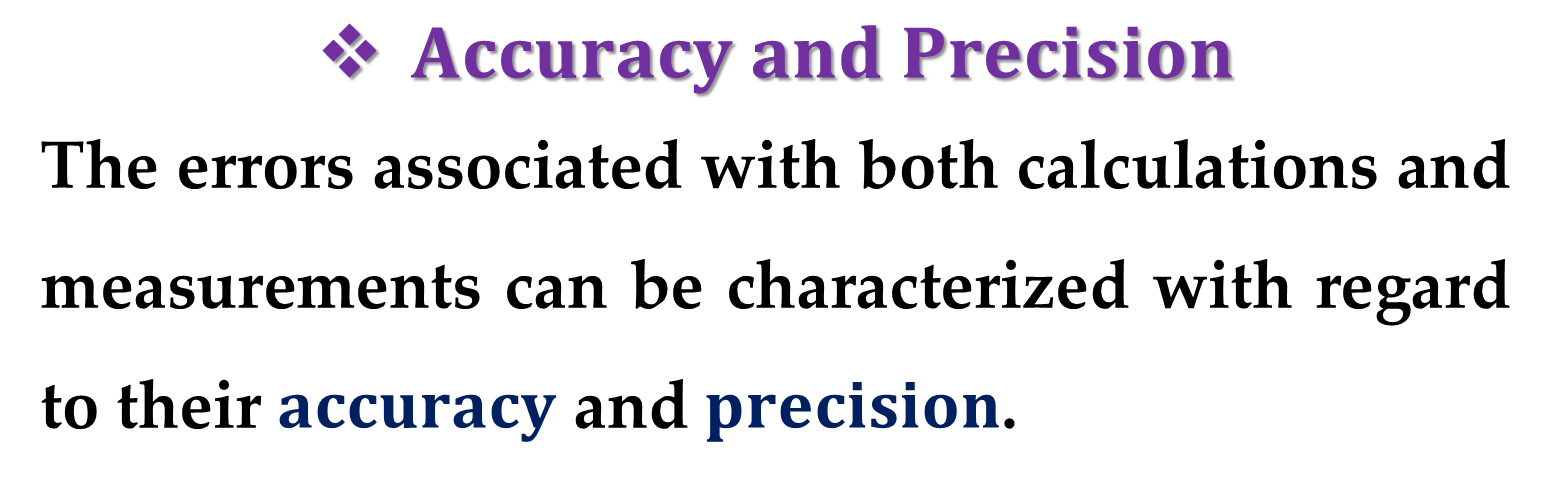 ❖ Accuracy and Precision
The errors associated with both calculations and
measurements can be characterized with regard
to their accuracy and precision.